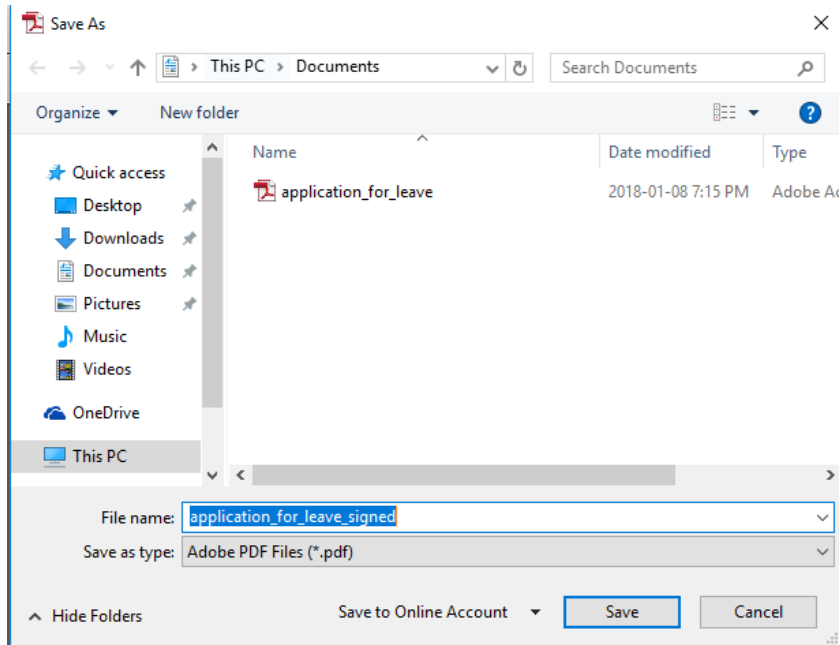 Save As
This PC > Documents
Search Documents
Organize
New folder
Name
Date modified
Type
Quick access
application_for_leave
2018-01-08 7:15 PM
Adobe Ac
Desktop
Downloads
Documents
Pictures
Music
Videos
OneDrive
This PC
File name: application_for_leave_signed
Save as type: Adobe PDF Files (*.pdf)
Hide Folders
Save to Online Account
Save
Cancel